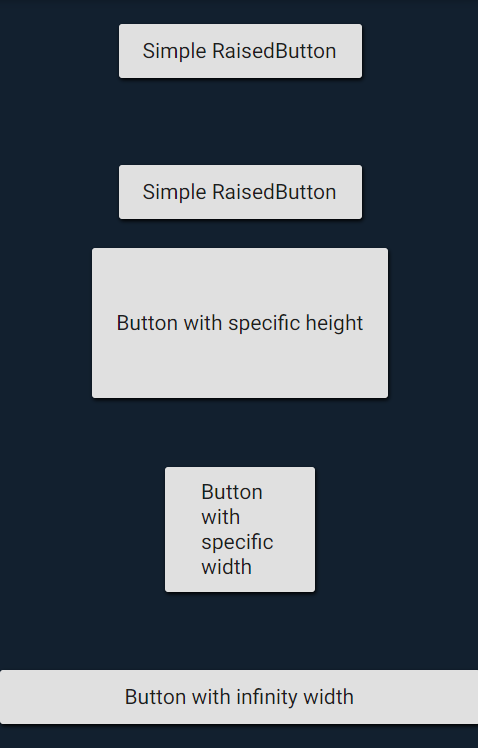 Simple RaisedButton
Simple RaisedButton
Button with specific height
Button
with
specific
width
Button with infinity width